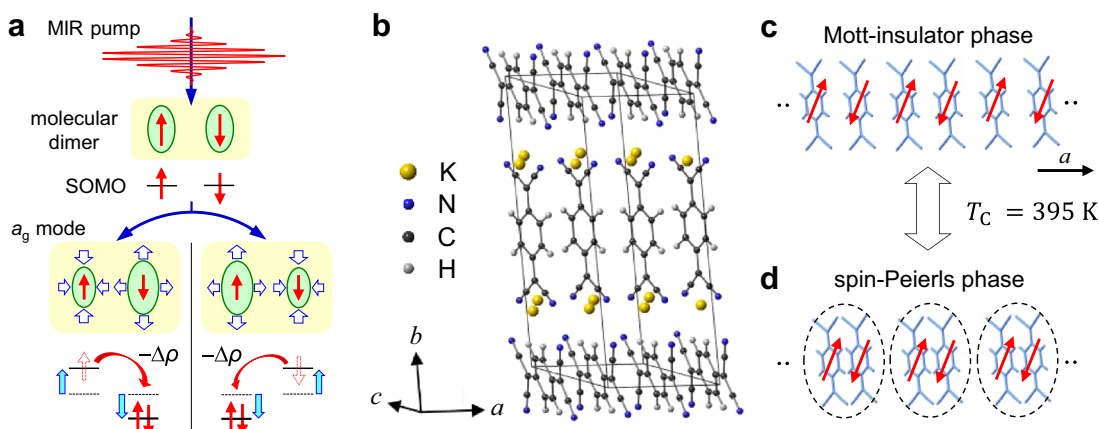 a
MIR pump
molecular
dimer
SOMO
ag mode
−Δρ
−Δρ
b
K
N
C
H
b
c
a
c
Mott-insulator phase
..
..
a
TC = 395 K
d
spin-Peierls phase
..
..